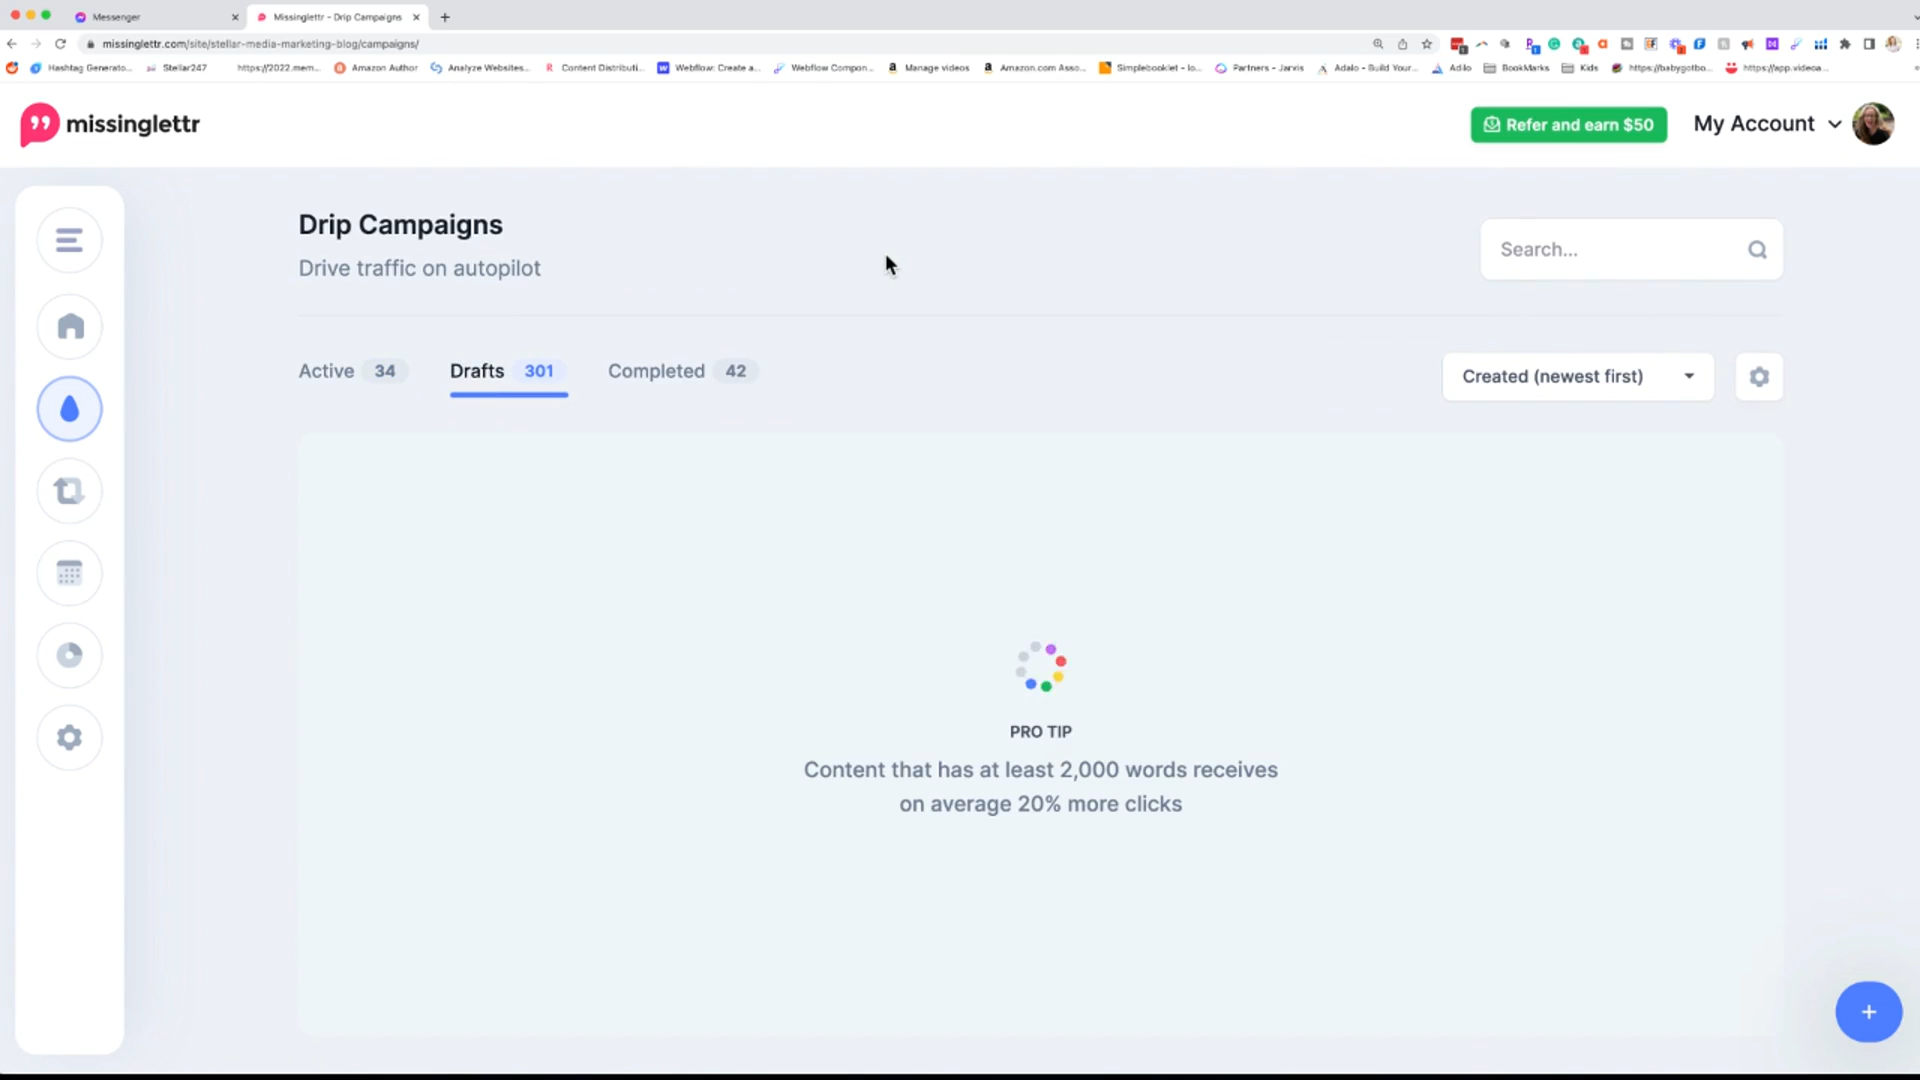 Messenger
Missinglettr - Drip Campaigns
missinglettr.com/site/stellar-media-marketing-blog/campaigns/
Hashtag Generato... Stellar247 https://2022.mem... Amazon Author Analyze Websites... Content Distributi... Webflow: Create a... Webflow Compon... Manage videos Amazon.com Asso... Simplebooklet - lo... Partners - Jarvis Adalo - Build Your... Adilo BookMarks Kids https://babygotbo... https://app.videoa...
missinglettr
Refer and earn $50
My Account
Drip Campaigns
Search...
Drive traffic on autopilot
Active 34 Drafts 301 Completed 42
Created (newest first)
PRO TIP
Content that has at least 2,000 words receives
on average 20% more clicks